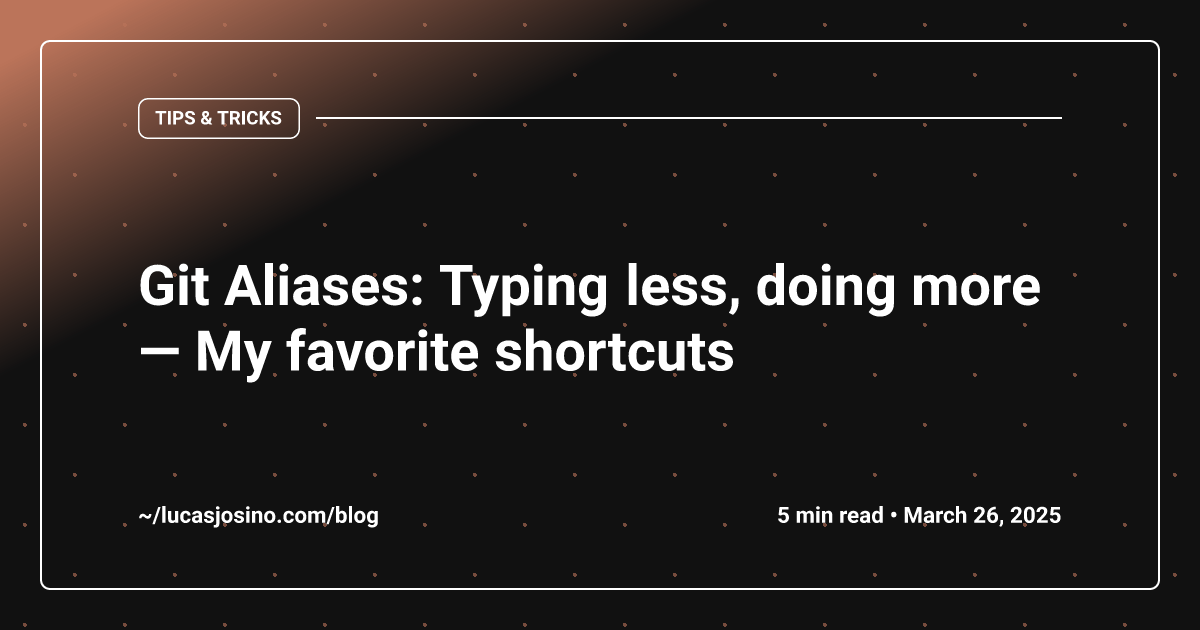 TIPS & TRICKS
Git Aliases: Typing less, doing more
— My favorite shortcuts
~/lucasjosino.com/blog
5 min read • March 26, 2025